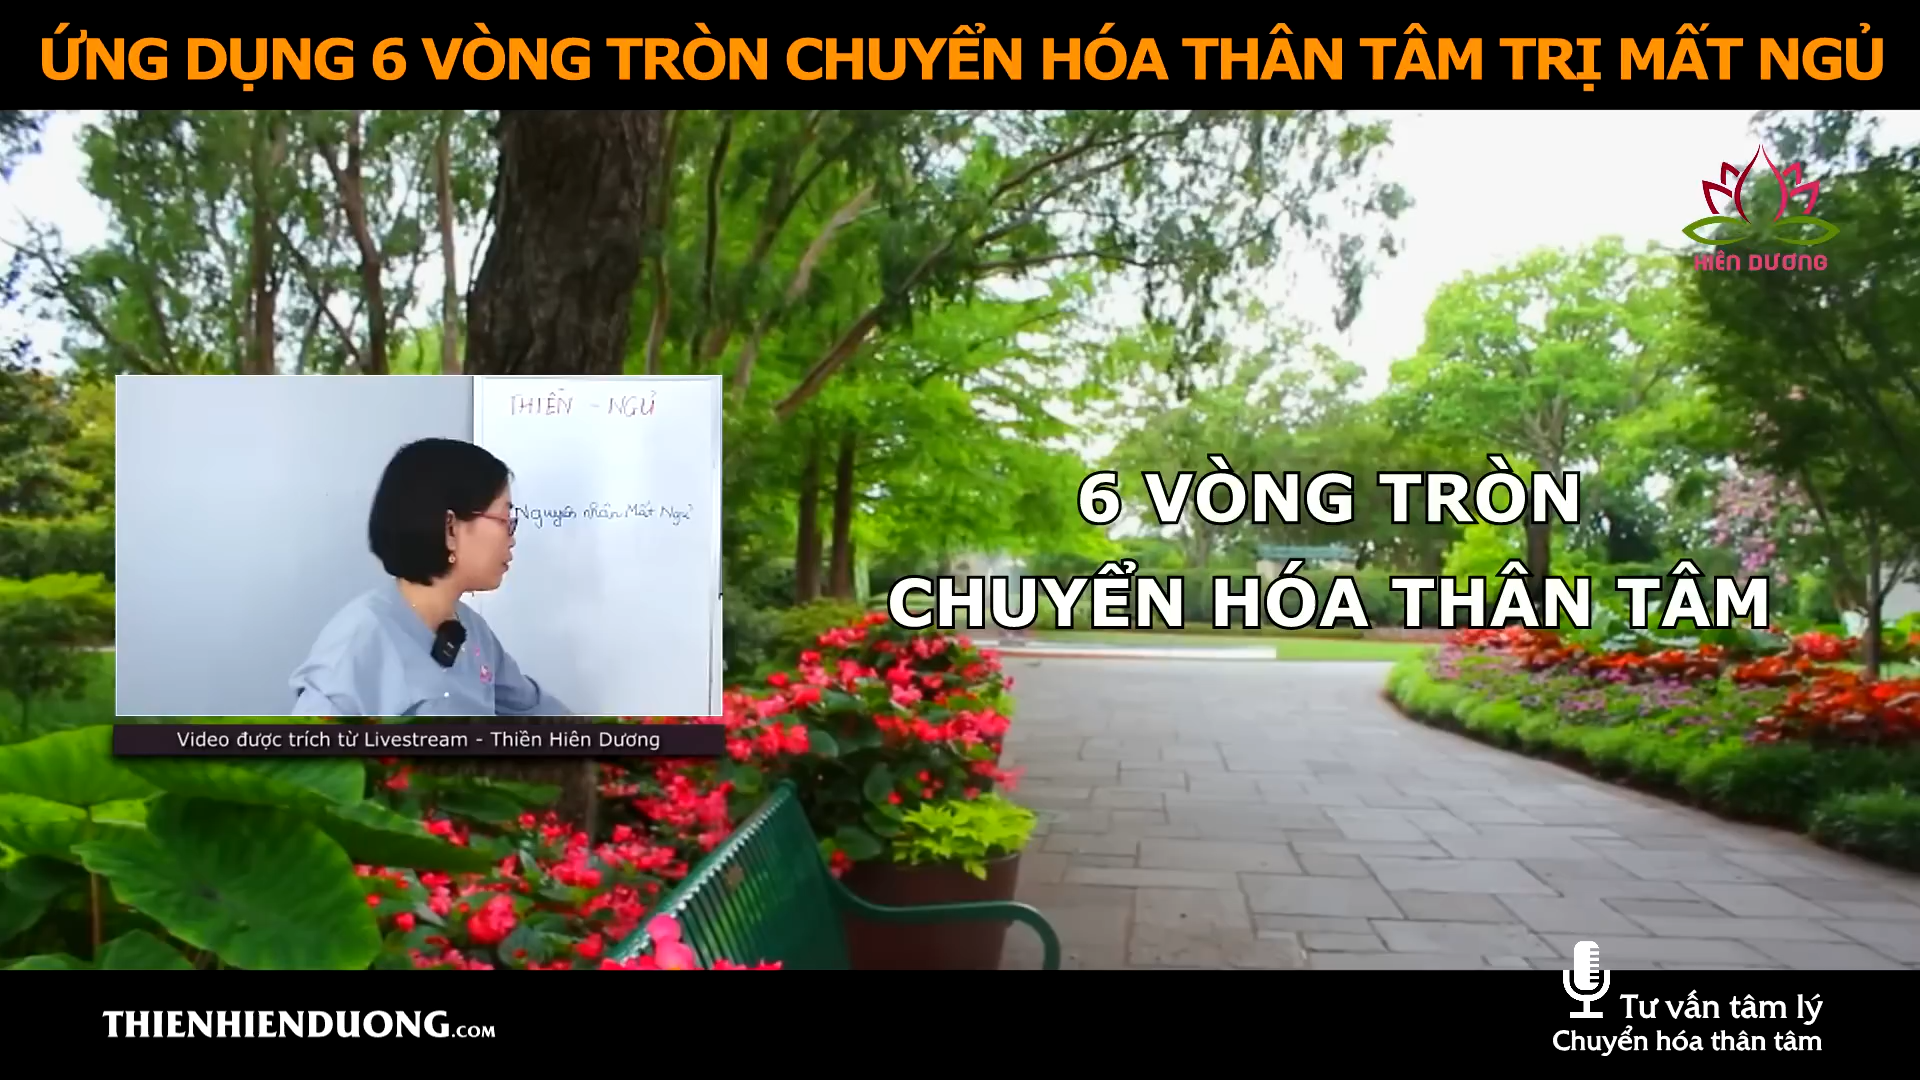 ỨNG DỤNG 6 VÒNG TRÒN CHUYỂN HÓA THÂN TÂM TRỊ MẤT NGỦ
HIÊN DƯƠNG
THIỀN - NGỦ
Nguyên nhân Mất Ngủ
6 VÒNG TRÒN
CHUYỂN HÓA THÂN TÂM
Video được trích từ Livestream - Thiền Hiên Dương
THIENHIENDUONG.COM
Tư vấn tâm lý
Chuyển hóa thân tâm